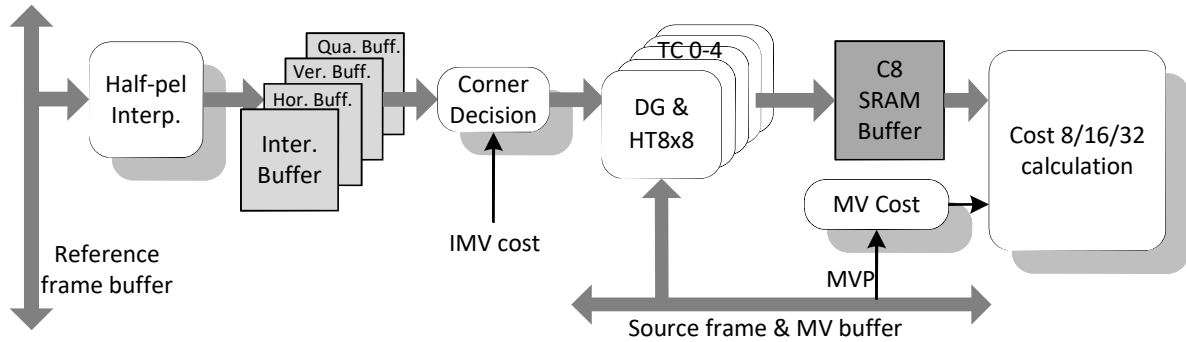 Half-pel
Interp.
Qua. Buff.
Ver. Buff.
Hor. Buff.
Inter.
Buffer
Corner
Decision
TC 0-4
DG &
HT8x8
C8
SRAM
Buffer
Cost 8/16/32
calculation
MV Cost
IMV cost
MVP
Reference
frame buffer
Source frame & MV buffer